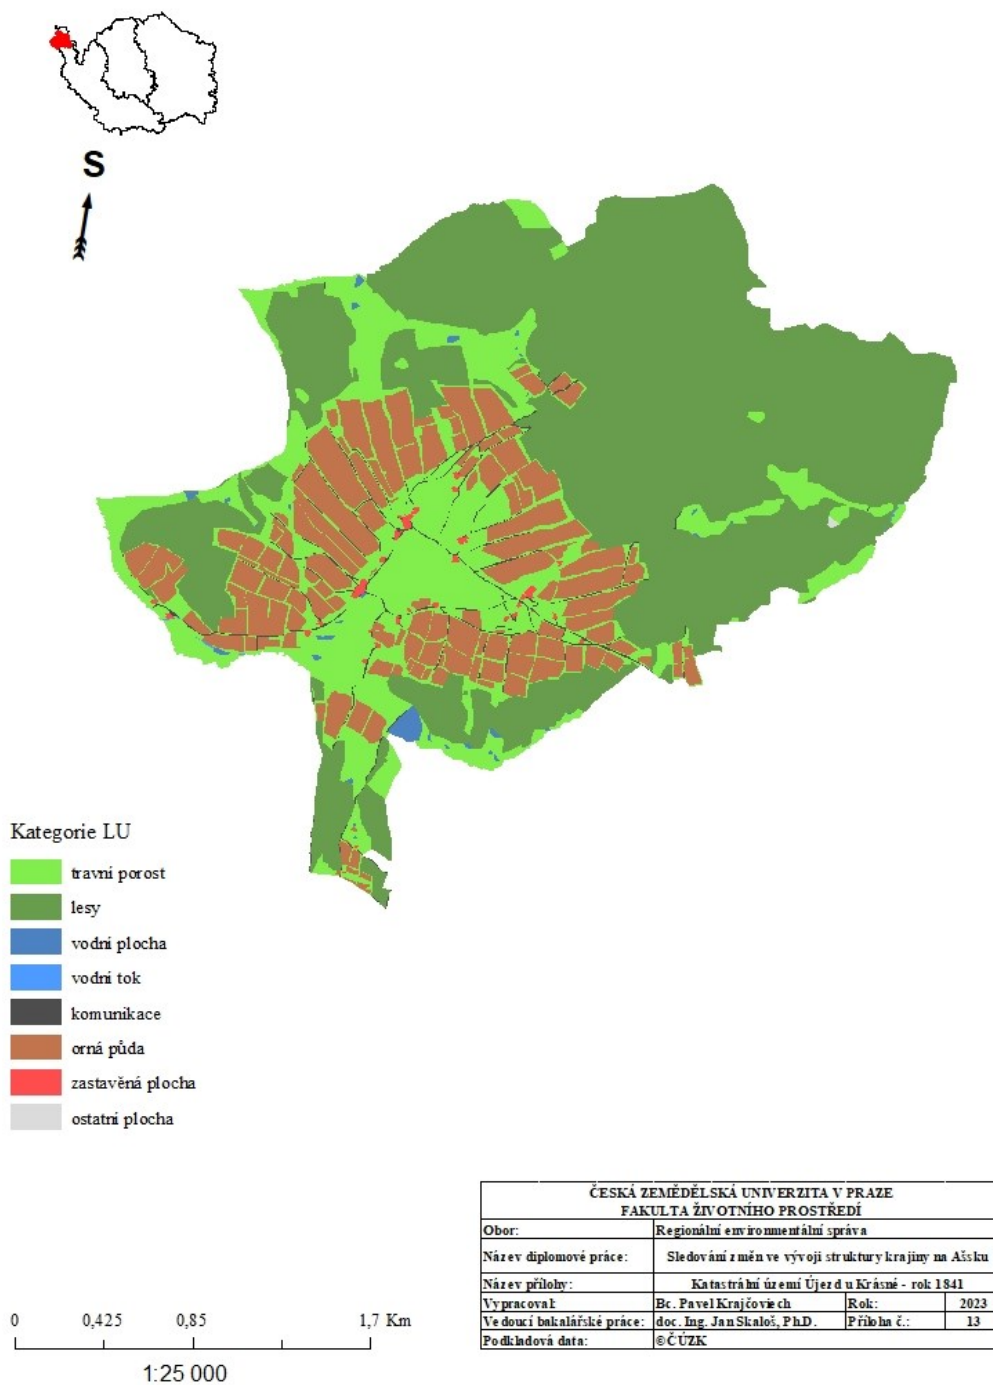 S
Kategorie LU
travní porost
lesy
vodní plocha
vodní tok
komunikace
orná půda
zastavěná plocha
ostatní plocha
0 0,425 0,85 1,7 Km
1:25 000
ČESKÁ ZEMĚDĚLSKÁ UNIVERZITA V PRAZE
FAKULTA ŽIVOTNÍHO PROSTŘEDÍ
Obor: Regionální environmentální správa
Název diplomové práce: Sledování změn ve vývoji struktury krajiny na Ašsku
Název přílohy: Katastrální území Újezd u Krásné - rok 1841
Vypracoval: Bc. Pavel Krajčoviech Rok: 2023
Vedoucí bakalářské práce: doc. Ing. Jan Skaloš, Ph.D. Příloha č.: 13
Podkladová data: ©ČÚZK